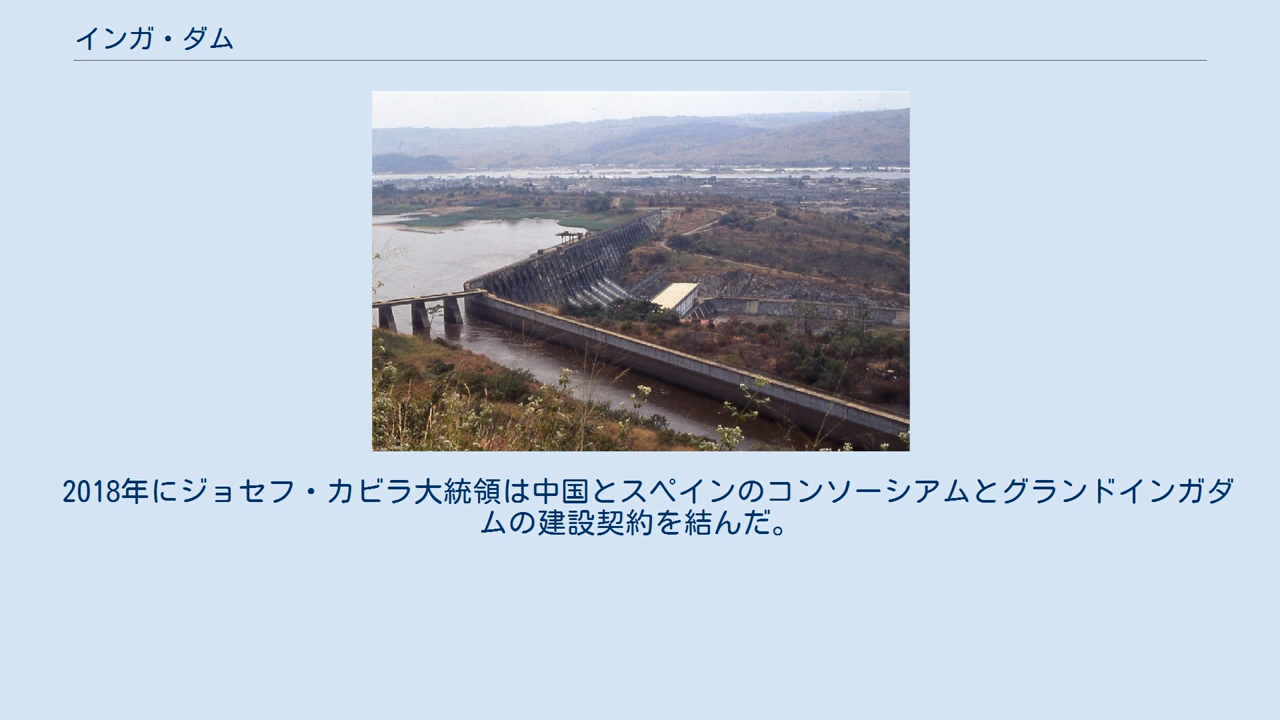 インガ・ダム
2018年にジョセフ・カビラ大統領は中国とスペインのコンソーシアムとグランドインガダ
ムの建設契約を結んだ。